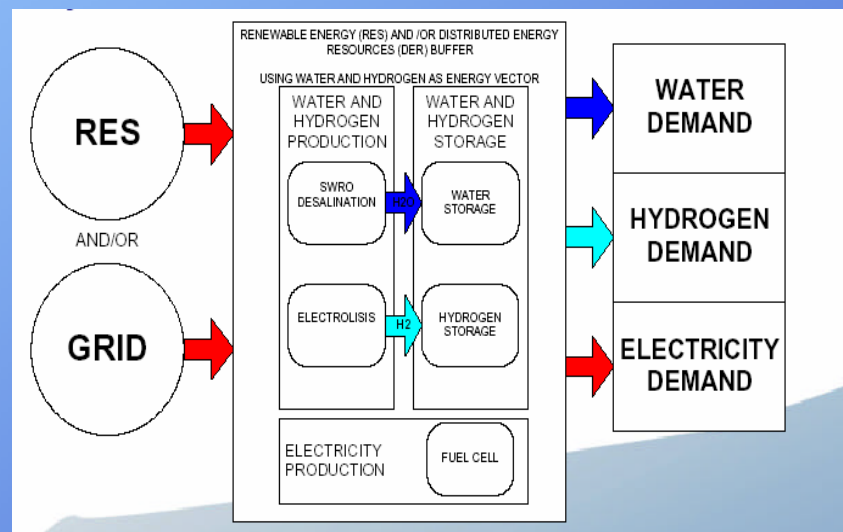 RENEWABLE ENERGY (RES) AND /OR DISTRIBUTED ENERGY
RESOURCES (DER) BUFFER
USING WATER AND HYDROGEN AS ENERGY VECTOR
RES
AND/OR
GRID
WATER AND
HYDROGEN
PRODUCTION
SWRO
DESALINATION
H2O
ELECTROLISIS
H2
WATER AND
HYDROGEN
STORAGE
WATER
STORAGE
HYDROGEN
STORAGE
ELECTRICITY
PRODUCTION
FUEL CELL
WATER
DEMAND
HYDROGEN
DEMAND
ELECTRICITY
DEMAND